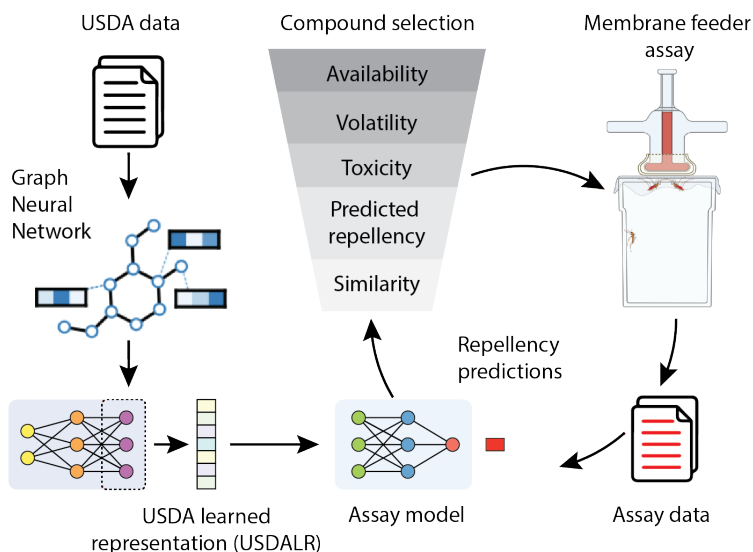 USDA data
Compound selection
Membrane feeder
assay
Availability
Volatility
Toxicity
Predicted
repellency
Similarity
Graph
Neural
Network
Repellency
predictions
USDA learned
representation (USDALR)
Assay model
Assay data